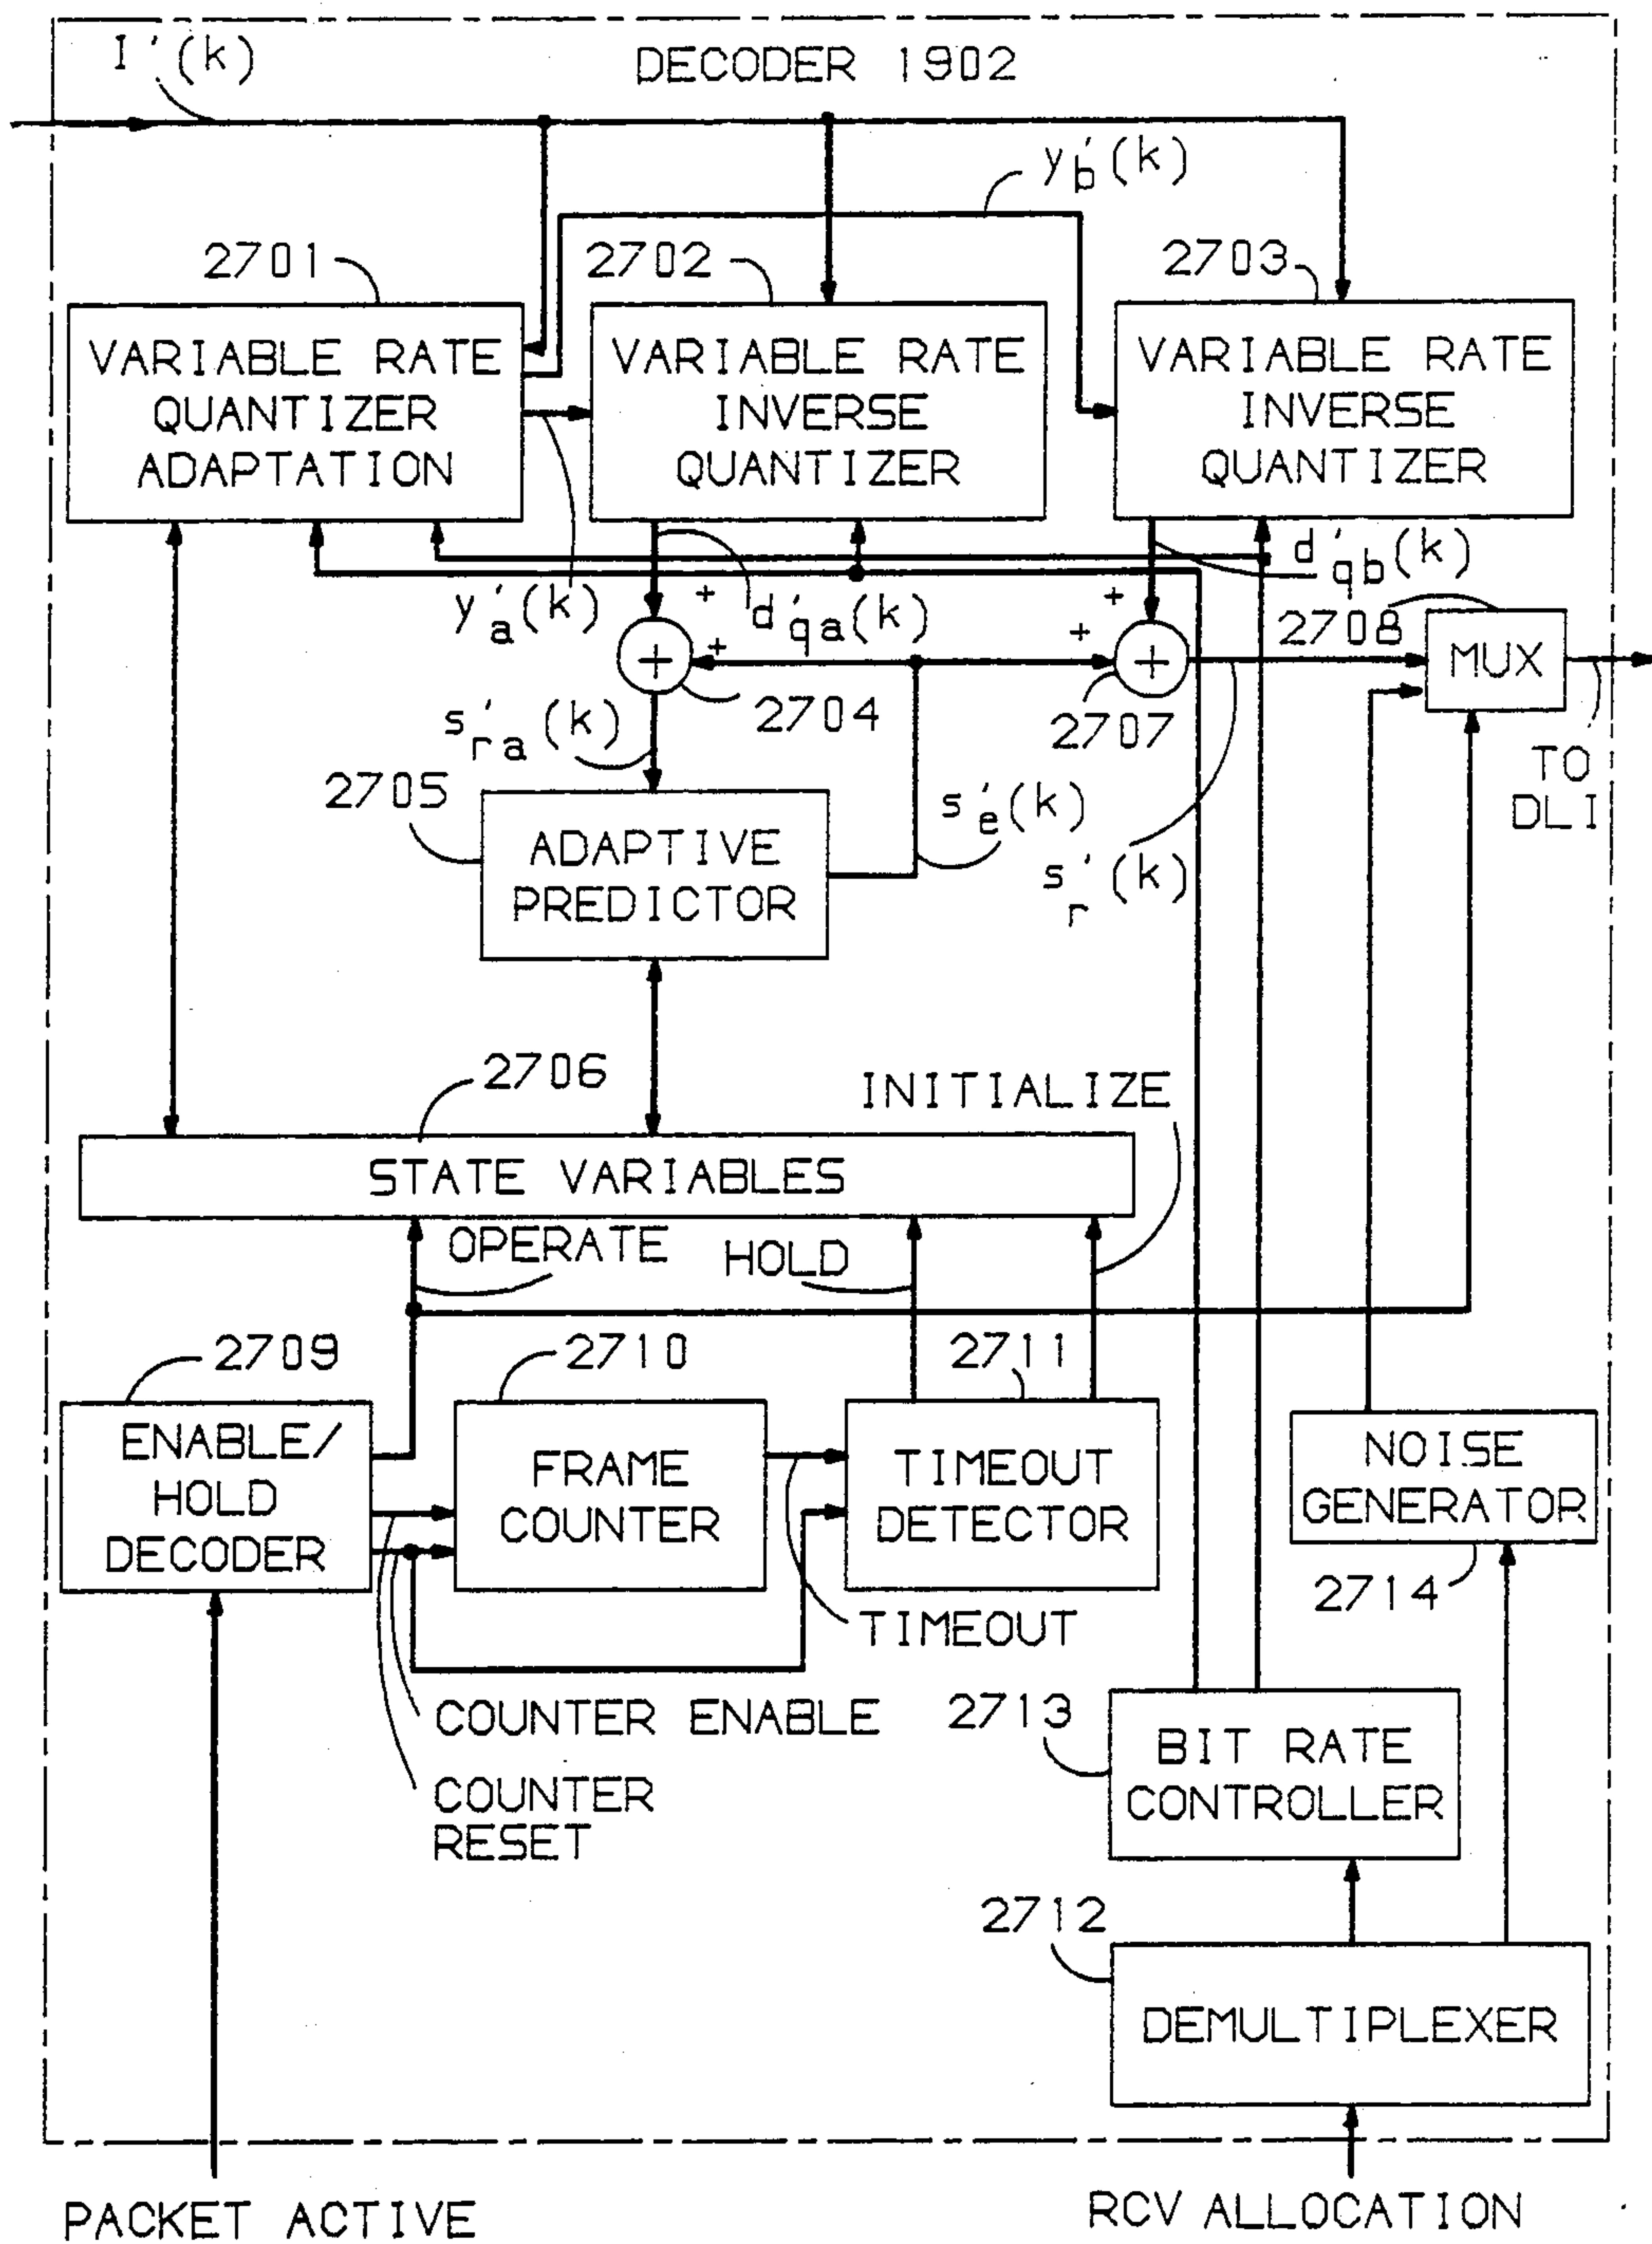 I'(k)
DECODER 1902
y'b(k)
2701
2702
2703
VARIABLE RATE
QUANTIZER
ADAPTATION
VARIABLE RATE
INVERSE
QUANTIZER
VARIABLE RATE
INVERSE
QUANTIZER
y'a(k)
+
d'qa(k)
+
d'qb(k)
+
+
+
+
2708
MUX
2704
2707
s'ra(k)
TO
DLI
2705
ADAPTIVE
PREDICTOR
s'e(k)
s'r(k)
2706
INITIALIZE
STATE VARIABLES
OPERATE
HOLD
2709
2710
2711
ENABLE/
HOLD
DECODER
FRAME
COUNTER
TIMEOUT
DETECTOR
NOISE
GENERATOR
2714
TIMEOUT
COUNTER ENABLE
COUNTER
RESET
2713
BIT RATE
CONTROLLER
2712
DEMULTIPLEXER
PACKET ACTIVE
RCV ALLOCATION